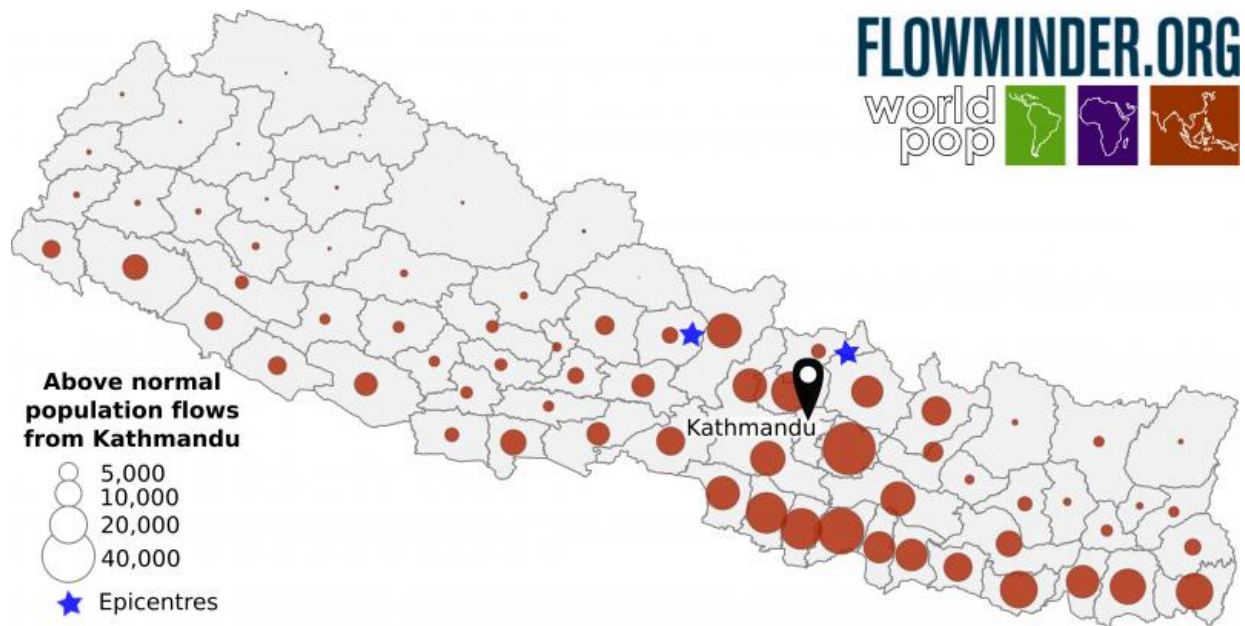 FLOWMINDER.ORG
world
pop
Kathmandu
Above normal
population flows
from Kathmandu
5,000
10,000
20,000
40,000
Epicentres